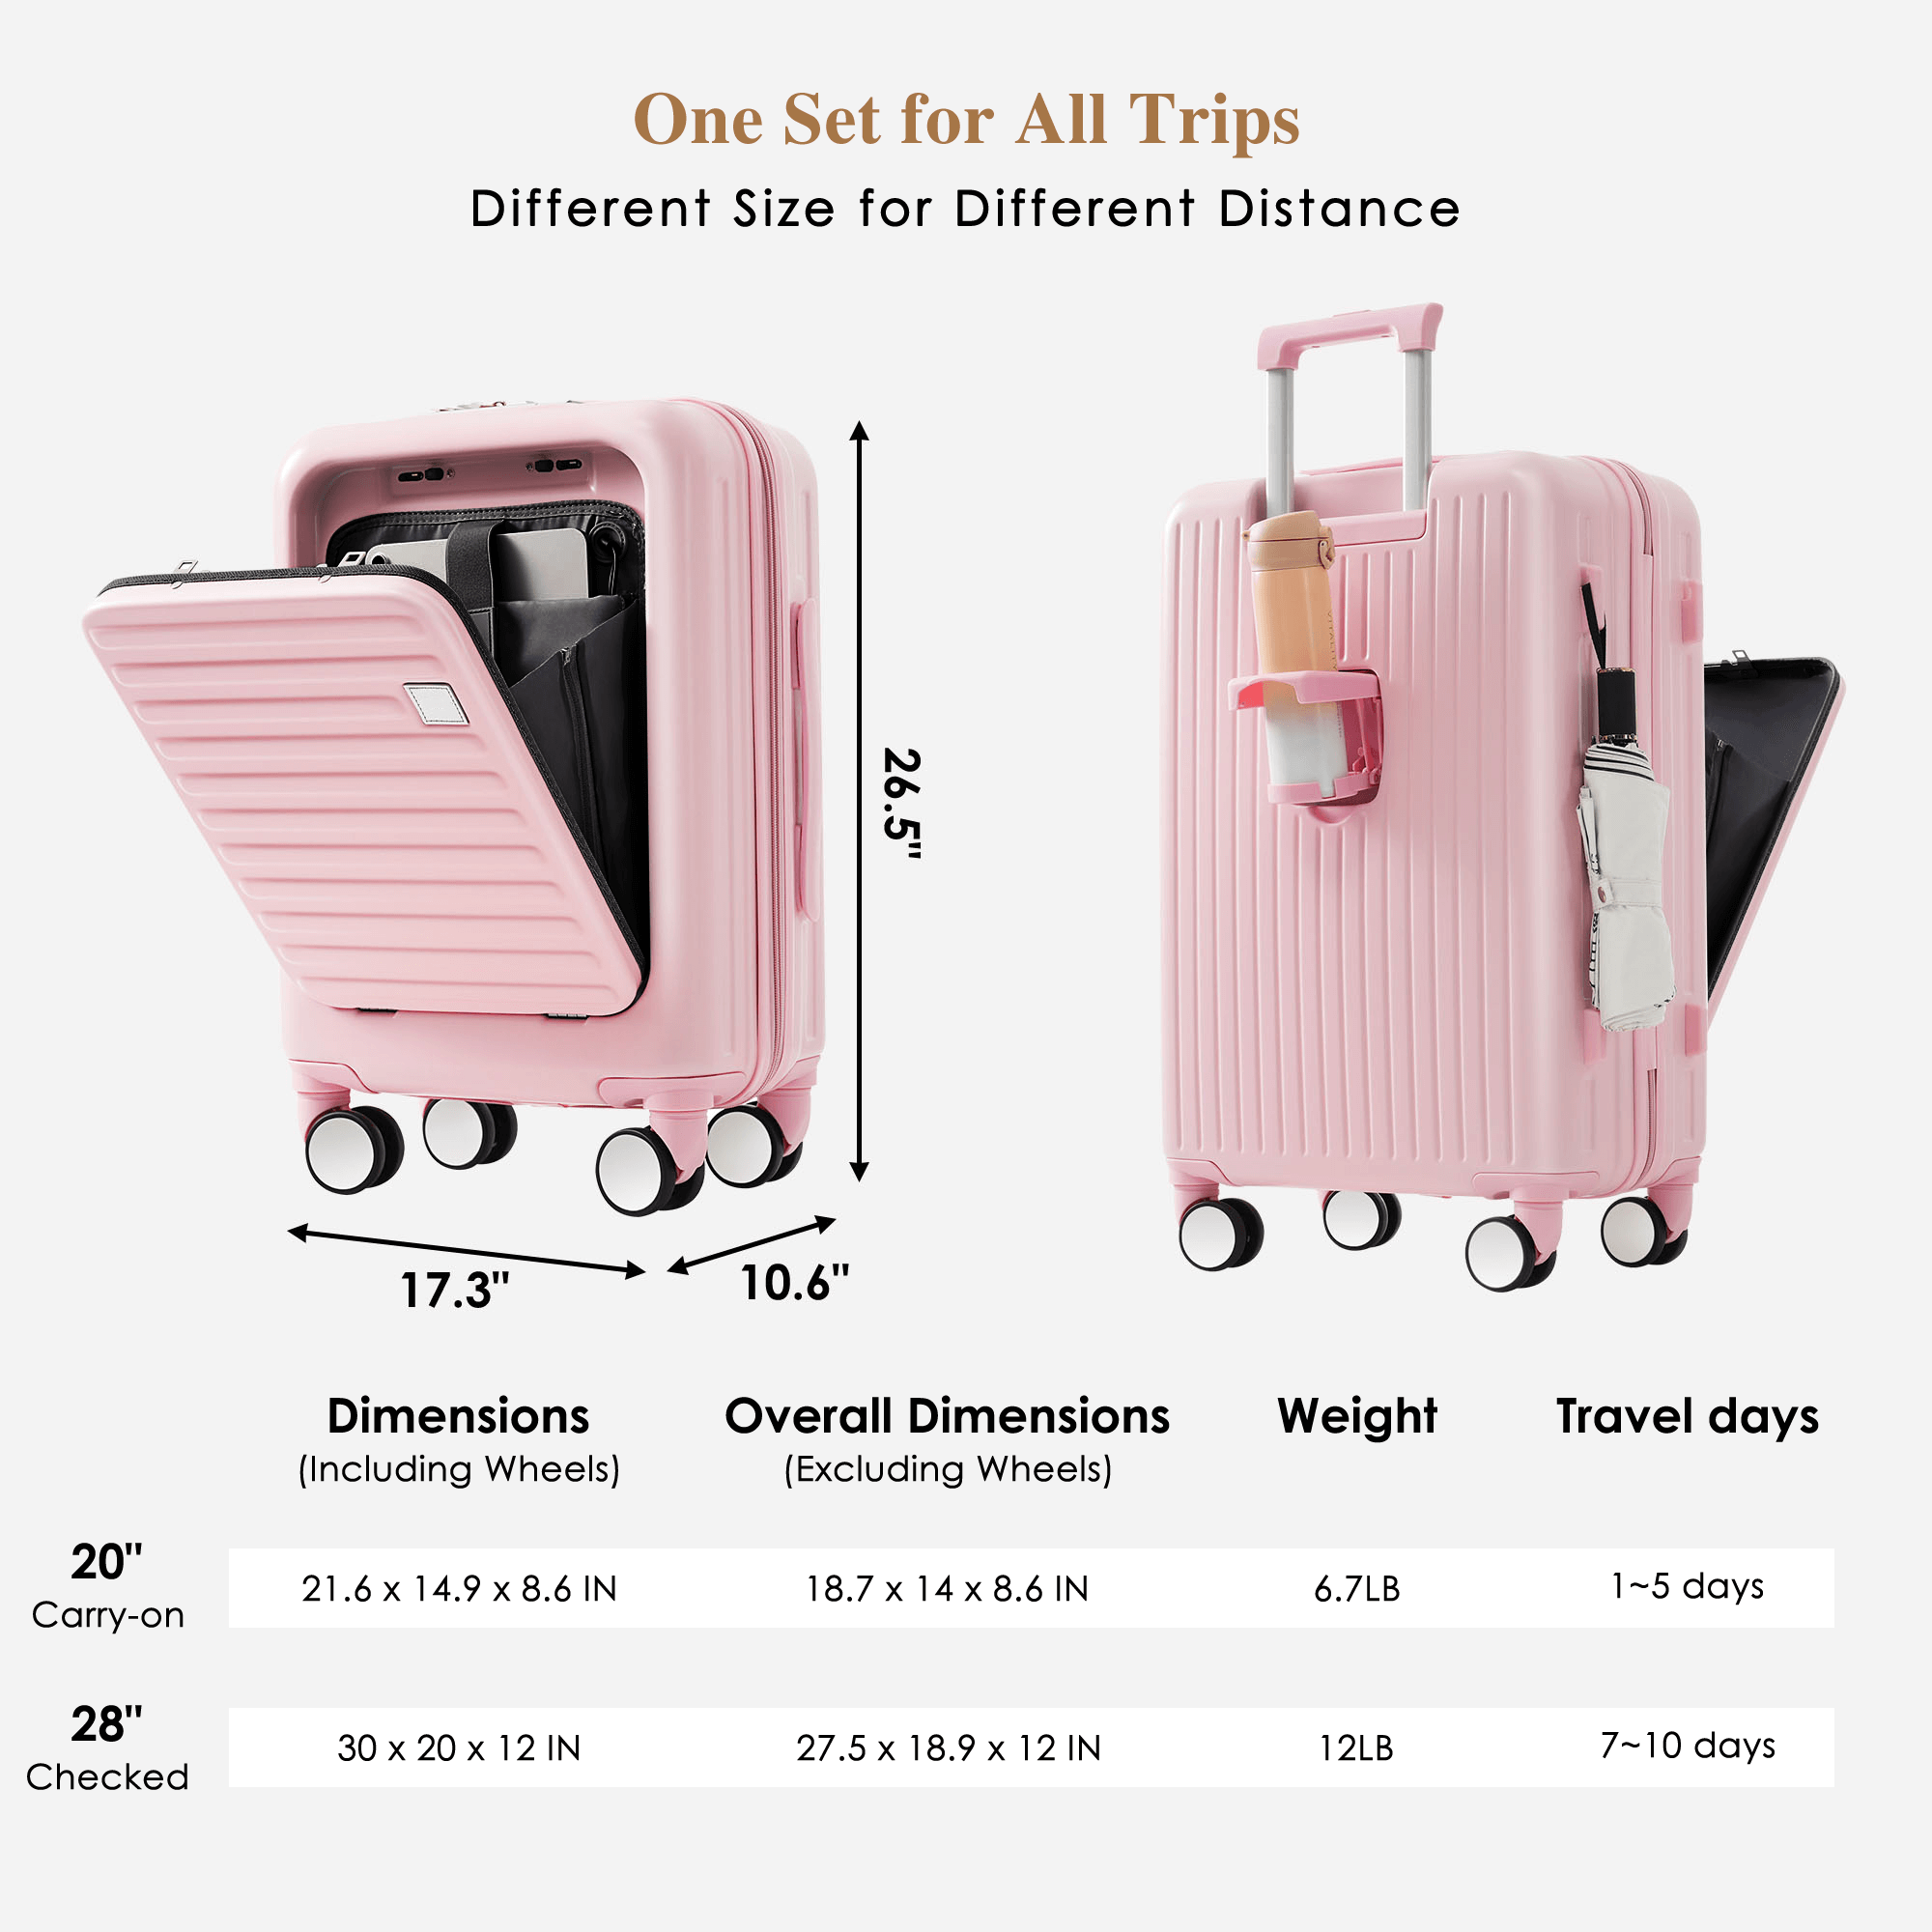 One Set for All Trips
Different Size for Different Distance
26.5"
17.3"
10.6"
Dimensions
(Including Wheels)
Overall Dimensions
(Excluding Wheels)
Weight
Travel days
20"
Carry-on
21.6 x 14.9 x 8.6 IN
18.7 x 14 x 8.6 IN
6.7LB
1~5 days
28"
Checked
30 x 20 x 12 IN
27.5 x 18.9 x 12 IN
12LB
7~10 days